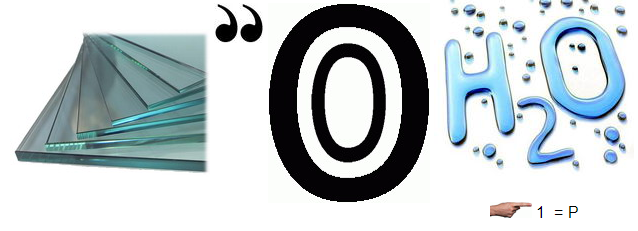 ,, O O H2O
1 = P